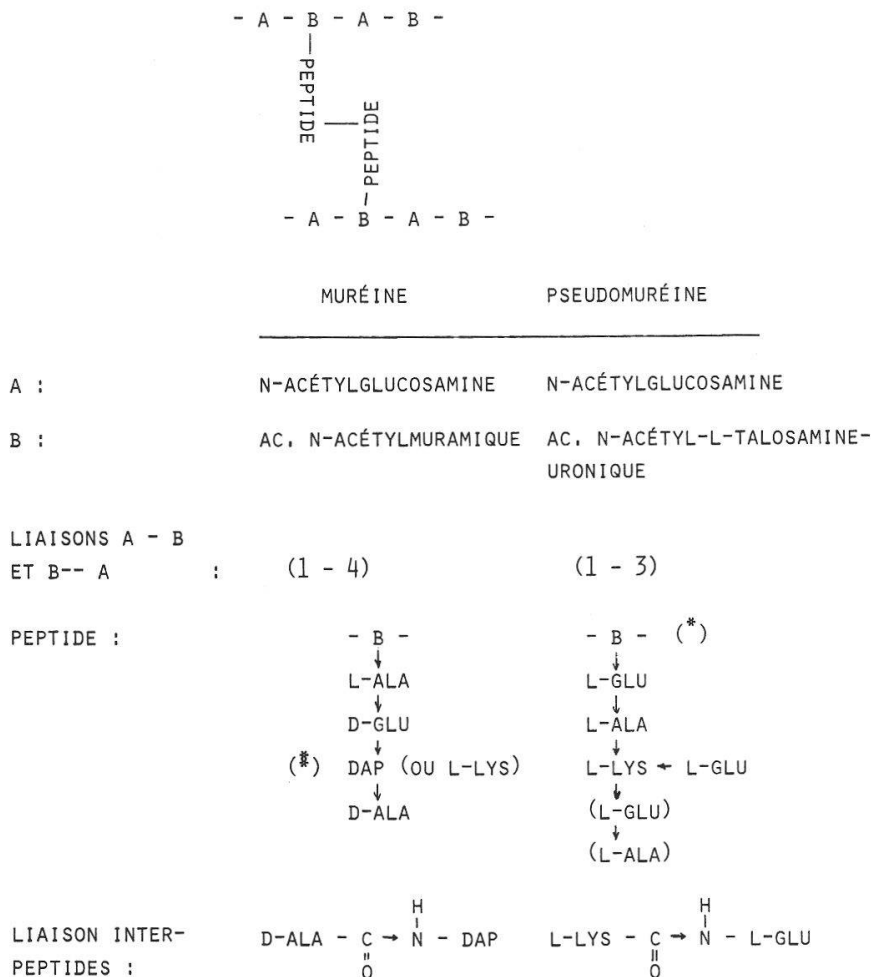 - A - B - A - B -
PEPTIDE
PEPTIDE
- A - B - A - B -
MURÉINE PSEUDOMURÉINE
A : N-ACÉTYLGLUCOSAMINE N-ACÉTYLGLUCOSAMINE
B : AC. N-ACÉTYLMURAMIQUE AC. N-ACÉTYL-L-TALOSAMINE-
URONIQUE
LIAISONS A - B
ET B-- A : (1 - 4) (1 - 3)
PEPTIDE : - B - - B - (*)
↓ ↓
L-ALA L-GLU
↓ ↓
D-GLU L-ALA
↓ ↓
(‡) DAP (OU L-LYS) L-LYS ← L-GLU
↓ ↓
D-ALA (L-GLU)
↓
(L-ALA)
H H
LIAISON INTER- D-ALA - C → N - DAP L-LYS - C → N - L-GLU
PEPTIDES : O O